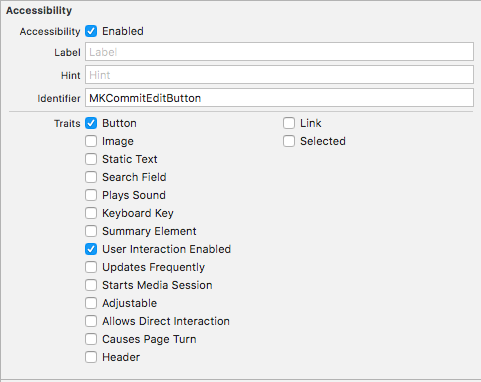 Accessibility
Accessibility Enabled
Label Label
Hint Hint
Identifier MKCommitEditButton
Traits Button Link
Image Selected
Static Text
Search Field
Plays Sound
Keyboard Key
Summary Element
User Interaction Enabled
Updates Frequently
Starts Media Session
Adjustable
Allows Direct Interaction
Causes Page Turn
Header